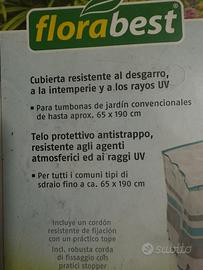 florabest®
Cubierta resistente al desgarro,
a la intemperie y a los rayos UV
▪ Para tumbonas de jardín convencionales
de hasta aprox. 65 x 190 cm
Telo protettivo antistrappo,
resistente agli agenti
atmosferici ed ai raggi UV
▪ Per tutti i comuni tipi di
sdraio fino a ca. 65 x 190 cm
Incluye un cordón
resistente de fijación
con un práctico tope
Incl. robusta corda
di fissaggio con
pratici stopper
subito